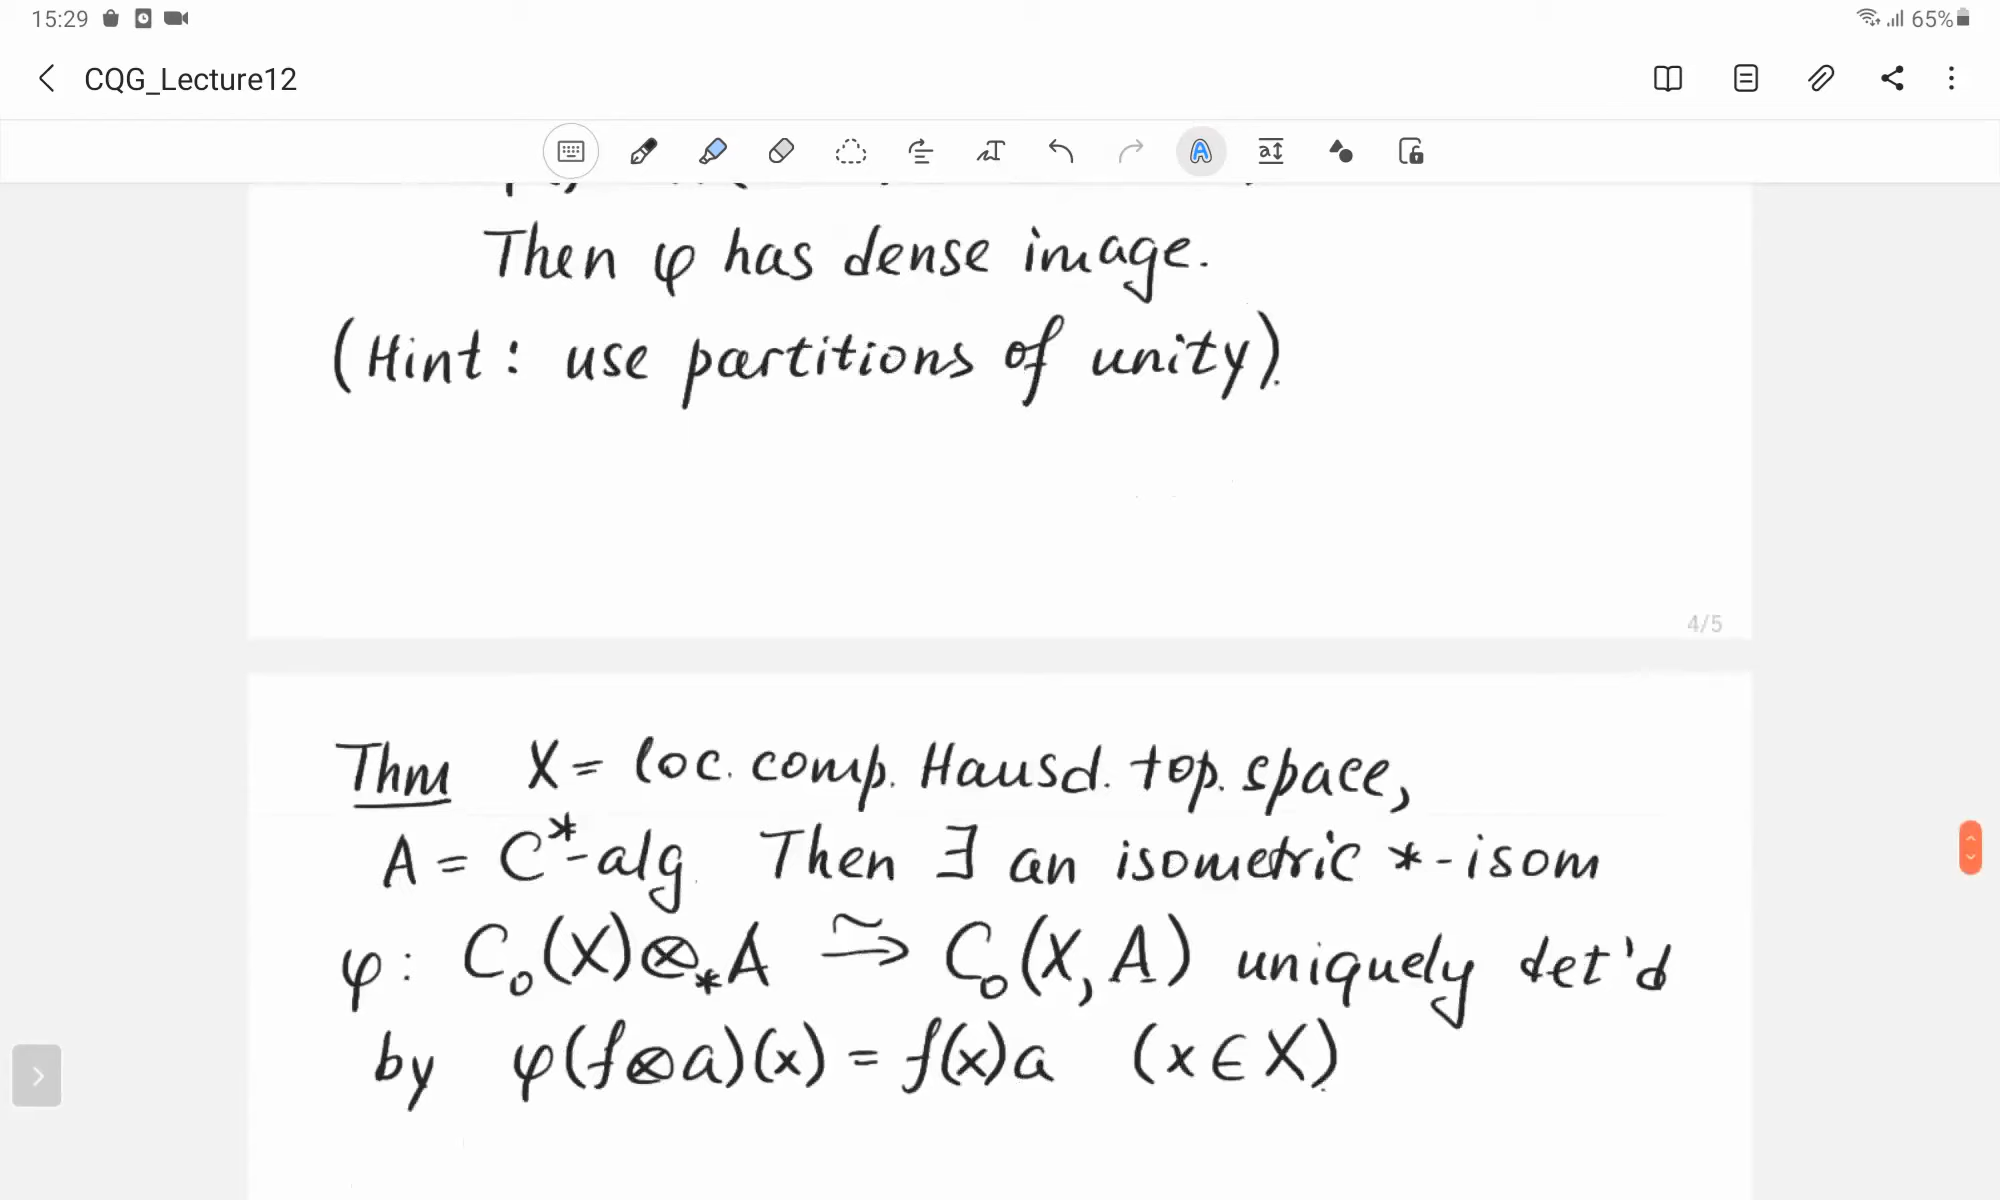 15:29 65%
CQG_Lecture12
Then φ has dense image.
(Hint: use partitions of unity).
4/5
Thm X = loc. comp. Hausd. top. space,
A = C*-alg. Then ∃ an isometric *-isom
φ: C₀(X)⊗⁎A ⥲ C₀(X, A) uniquely det'd
by φ(f⊗a)(x) = f(x)a (x∈X).